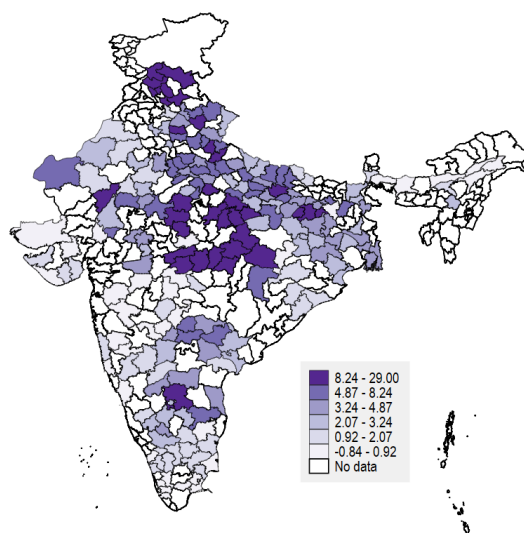 8.24 - 29.00
4.87 - 8.24
3.24 - 4.87
2.07 - 3.24
0.92 - 2.07
-0.84 - 0.92
No data